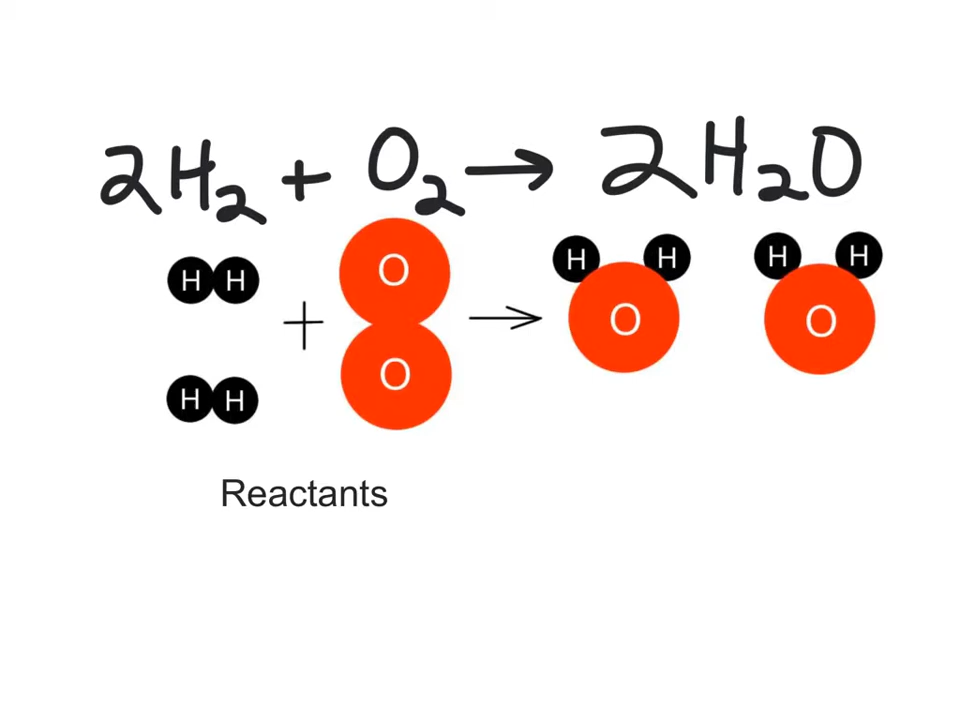 2H₂ + O₂ → 2H₂O
H H + O → H H O H H O
H H O
Reactants